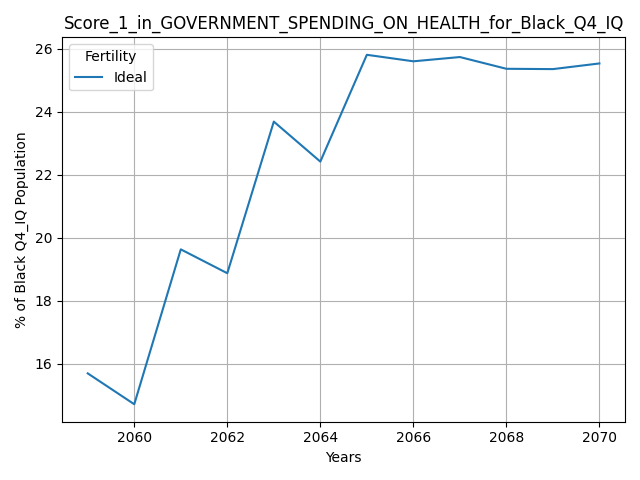 Score_1_in_GOVERNMENT_SPENDING_ON_HEALTH_for_Black_Q4_IQ
Fertility
Ideal
% of Black Q4_IQ Population
26
24
22
20
18
16
2060
2062
2064
2066
2068
2070
Years